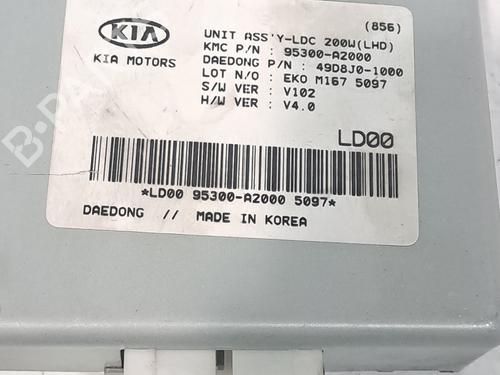 (856)
KIA
KIA MOTORS
UNIT ASS'Y-LDC 200W(LHD)
KMC P/N : 95300-A2000
DAEDONG P/N : 49D8J0-1000
LOT N/O : EKO M167 5097
S/W VER : V102
H/W VER : V4.0
LD00
*LD00 95300-A2000 5097*
DAEDONG // MADE IN KOREA